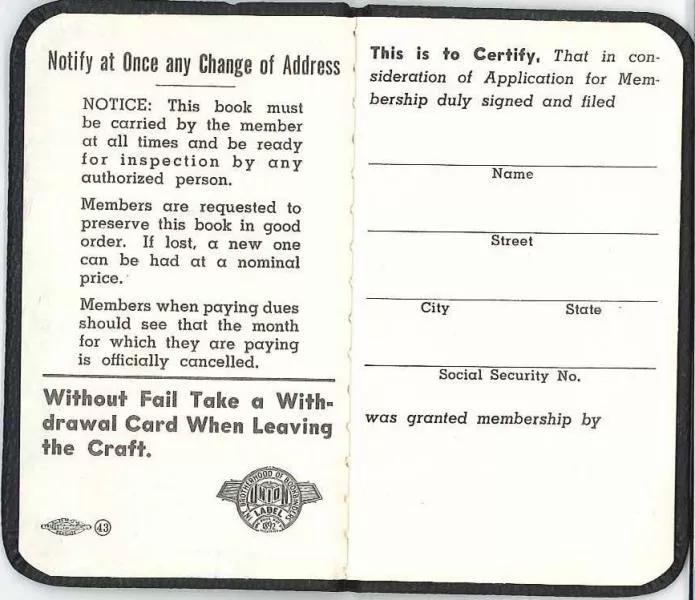 Notify at Once any Change of Address
NOTICE: This book must
be carried by the member
at all times and be ready
for inspection by any
authorized person.
Members are requested to
preserve this book in good
order. If lost, a new one
can be had at a nominal
price.
Members when paying dues
should see that the month
for which they are paying
is officially cancelled.
Without Fail Take a With-
drawal Card When Leaving
the Craft.
INT. BROTHERHOOD OF BOOKBINDERS
UNION
LABEL
1892
43
This is to Certify, That in con-
sideration of Application for Mem-
bership duly signed and filed
Name
Street
City State
Social Security No.
was granted membership by